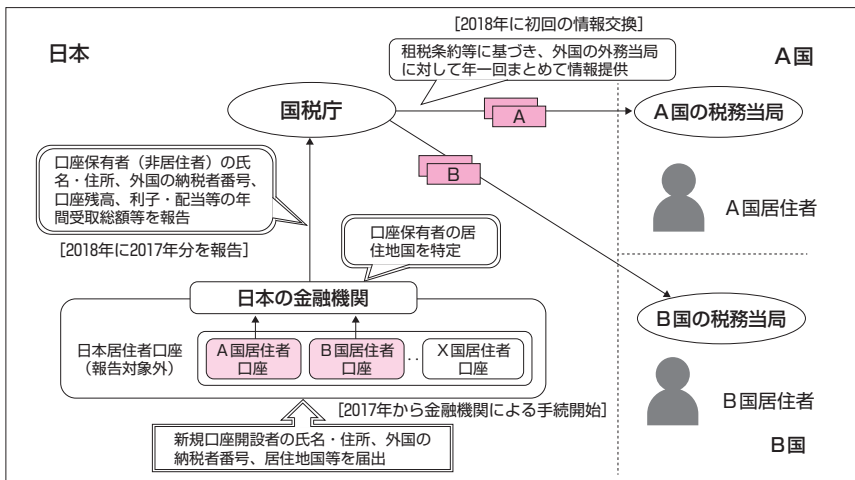 [2018年に初回の情報交換]
日本
A国
租税条約等に基づき、外国の外務当局
に対して年一回まとめて情報提供
国税庁
A
A国の税務当局
B
口座保有者（非居住者）の氏
名・住所、外国の納税者番号、
口座残高、利子・配当等の年
間受取総額等を報告
A国居住者
[2018年に2017年分を報告]
口座保有者の居
住地国を特定
日本の金融機関
B国の税務当局
日本居住者口座
（報告対象外）
A国居住者
口座
B国居住者
口座
‥
X国居住者
口座
B国居住者
[2017年から金融機関による手続開始]
新規口座開設者の氏名・住所、外国の
納税者番号、居住地国等を届出
B国